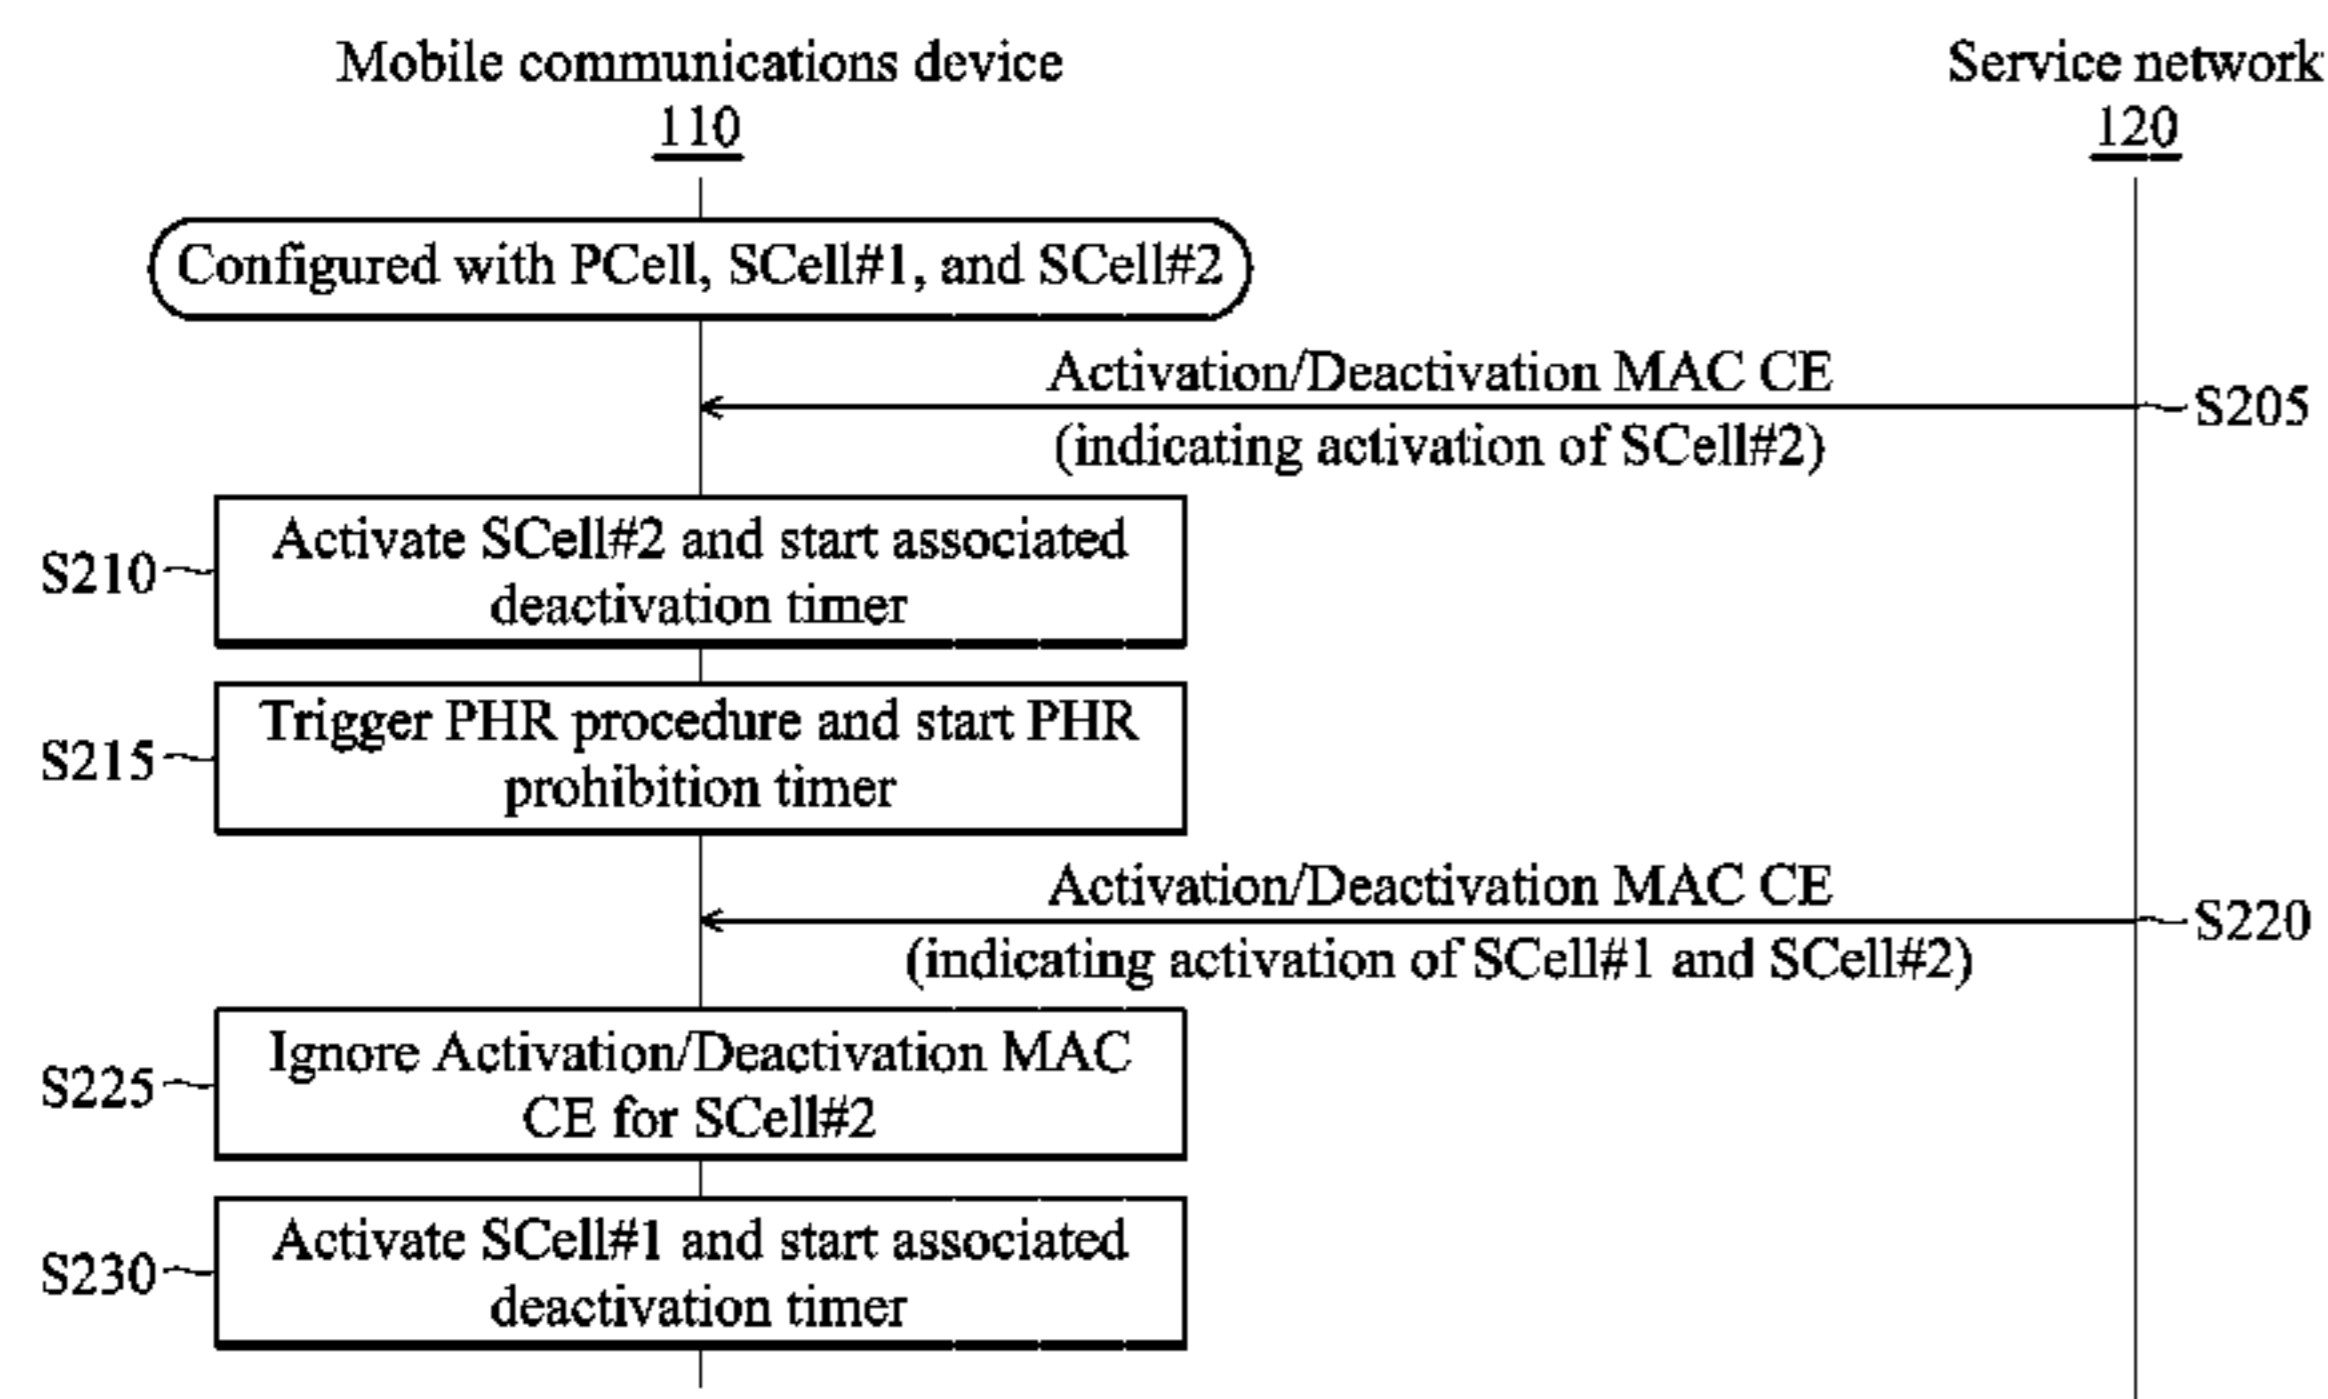 Mobile communications device
110
Service network
120
Configured with PCell, SCell#1, and SCell#2
Activation/Deactivation MAC CE
S205
(indicating activation of SCell#2)
S210
Activate SCell#2 and start associated
deactivation timer
S215
Trigger PHR procedure and start PHR
prohibition timer
Activation/Deactivation MAC CE
S220
(indicating activation of SCell#1 and SCell#2)
S225
Ignore Activation/Deactivation MAC
CE for SCell#2
S230
Activate SCell#1 and start associated
deactivation timer